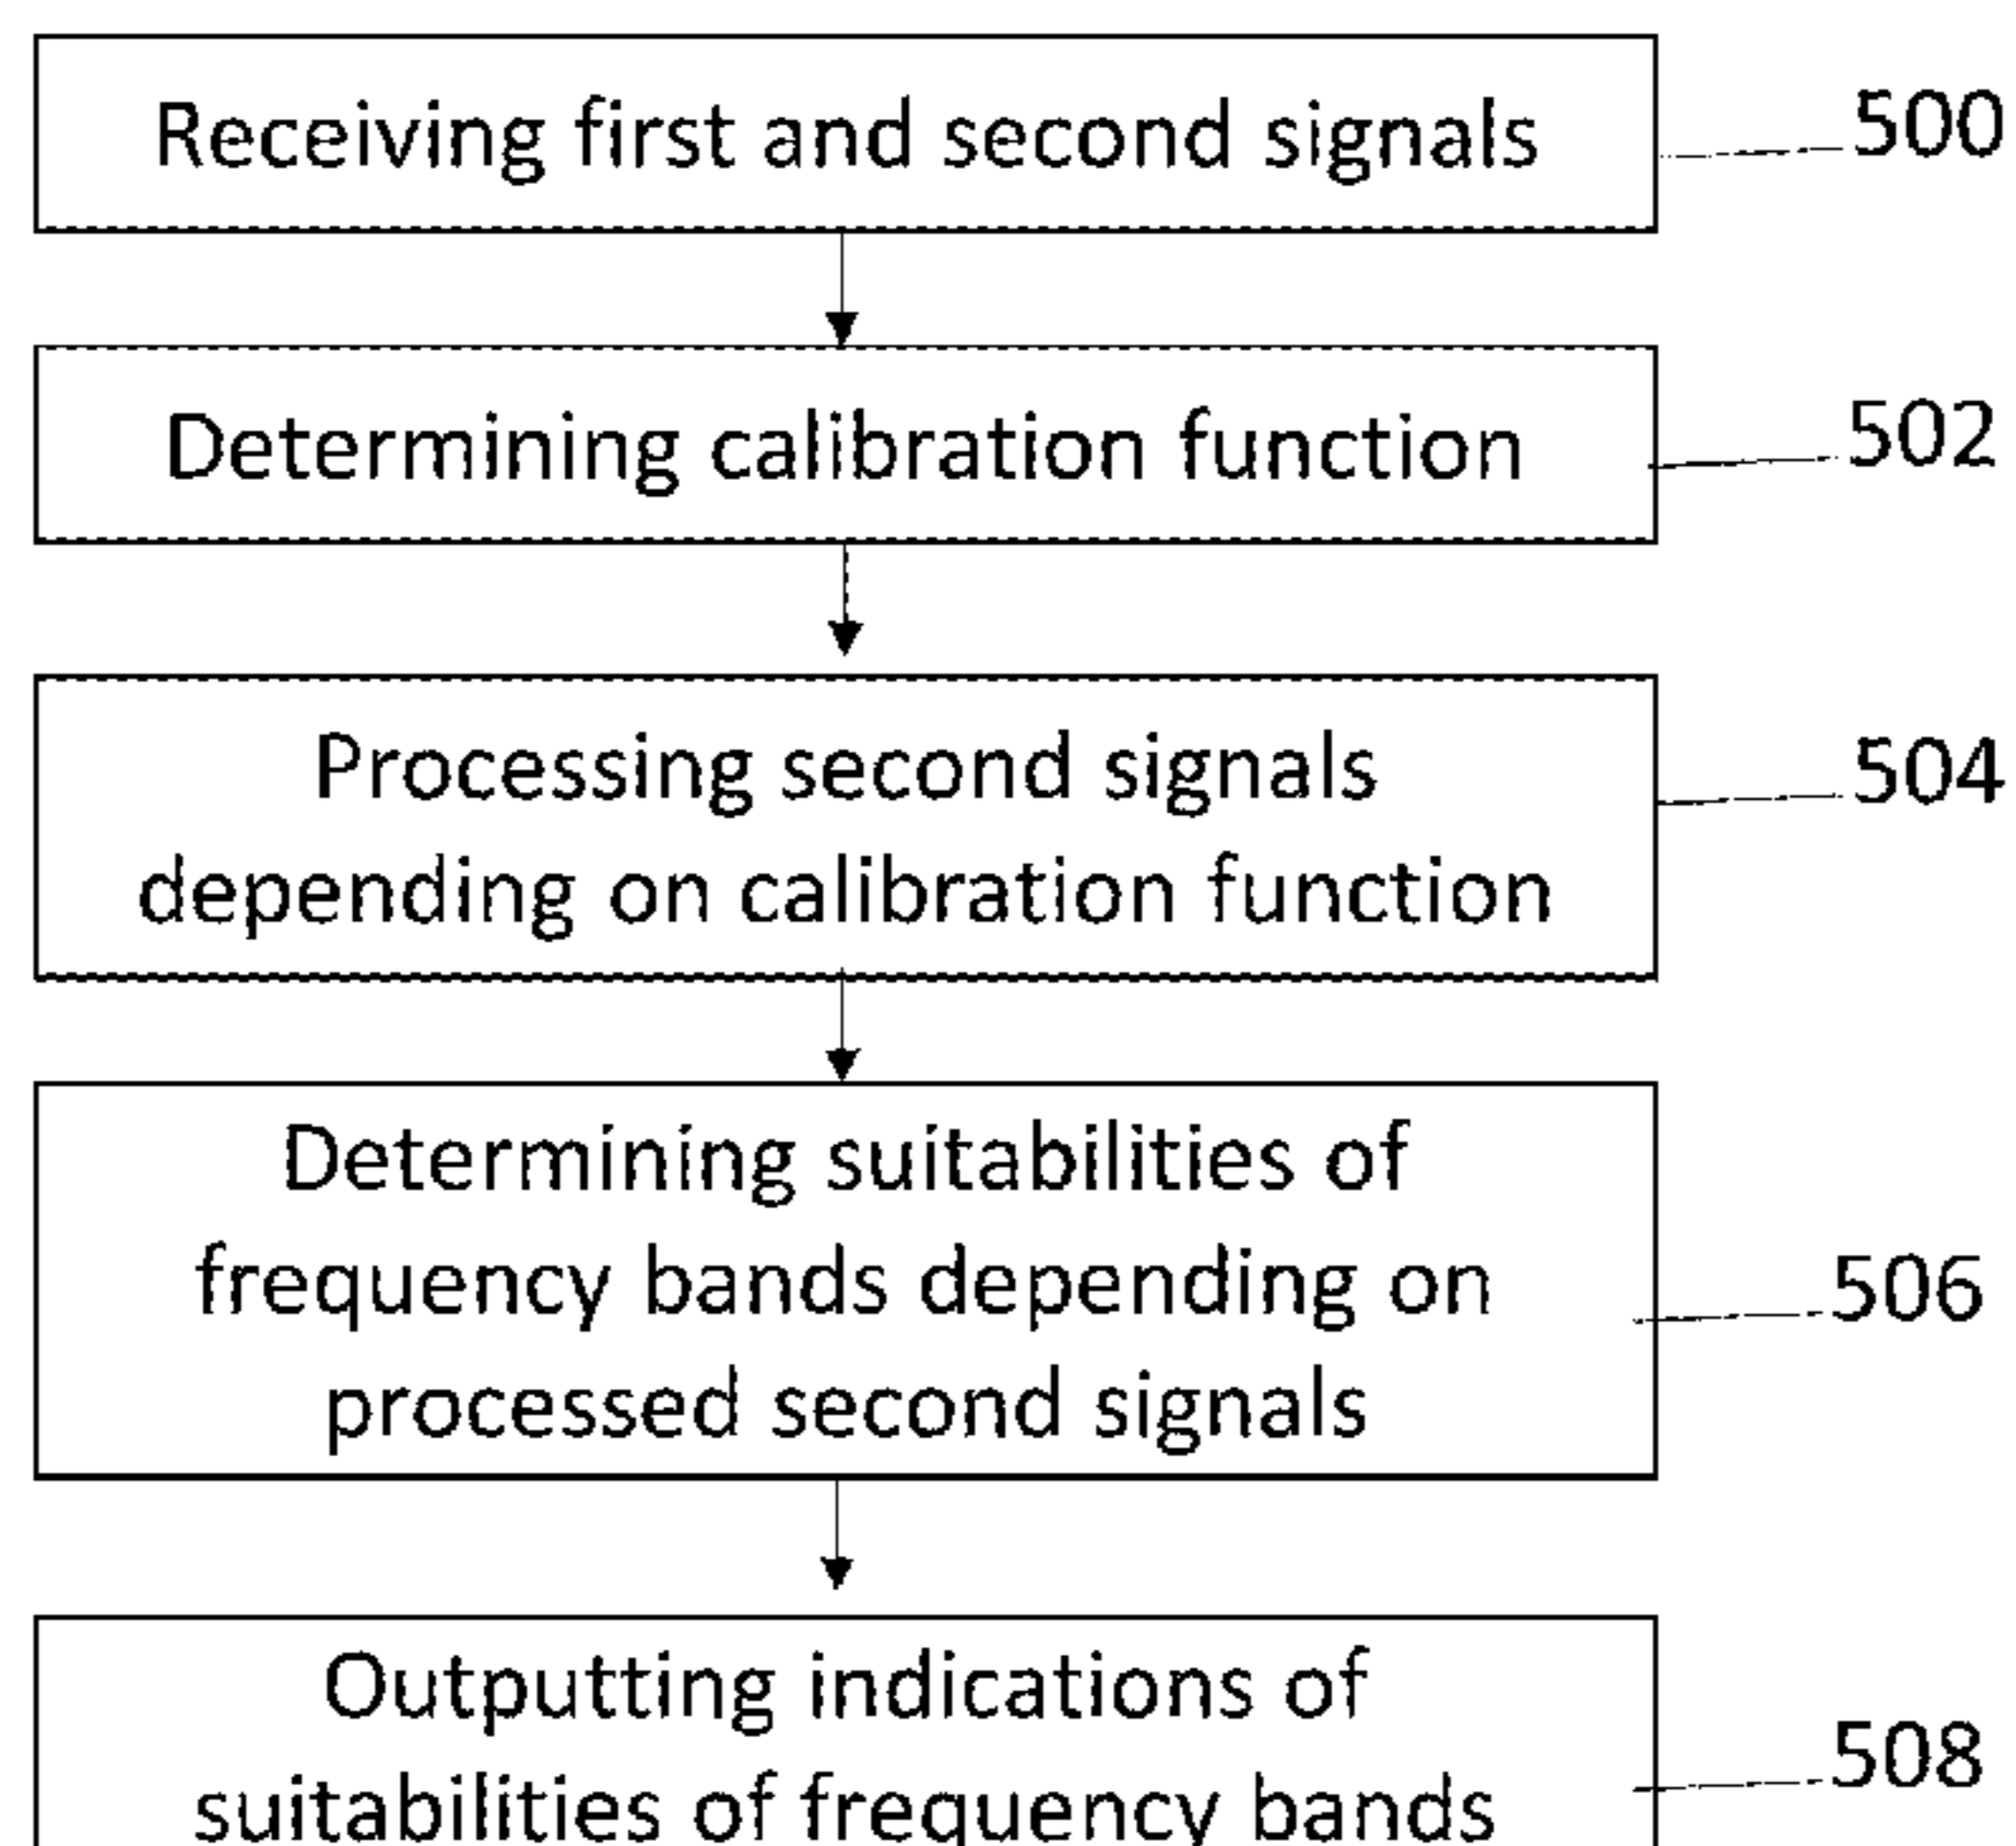 Receiving first and second signals
500
Determining calibration function
502
Processing second signals
depending on calibration function
504
Determining suitabilities of
frequency bands depending on
processed second signals
506
Outputting indications of
suitabilities of frequency bands
508